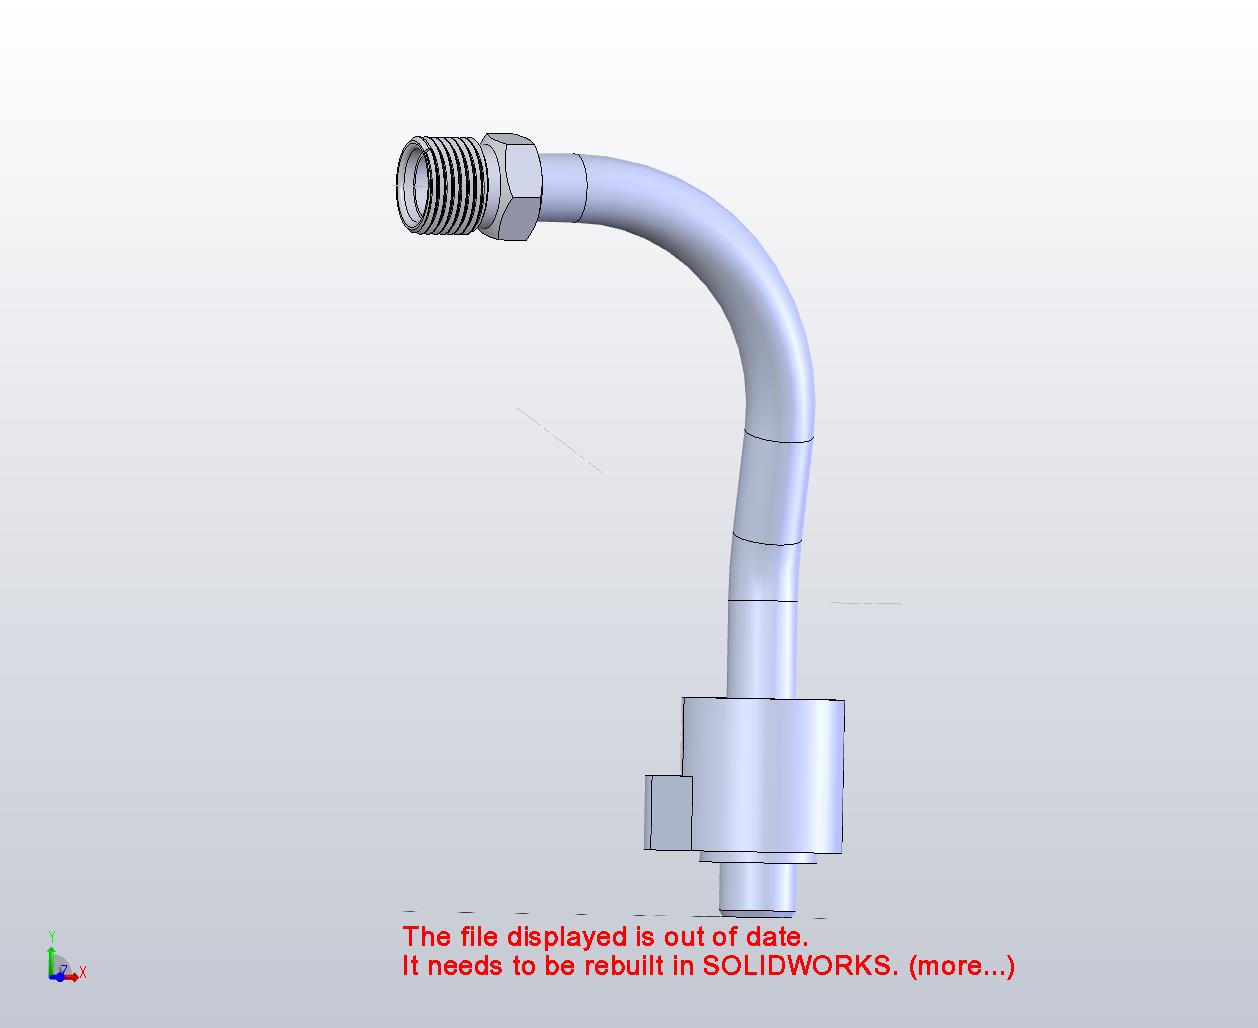 The file displayed is out of date.
It needs to be rebuilt in SOLIDWORKS. (more...)
Y
Z
X